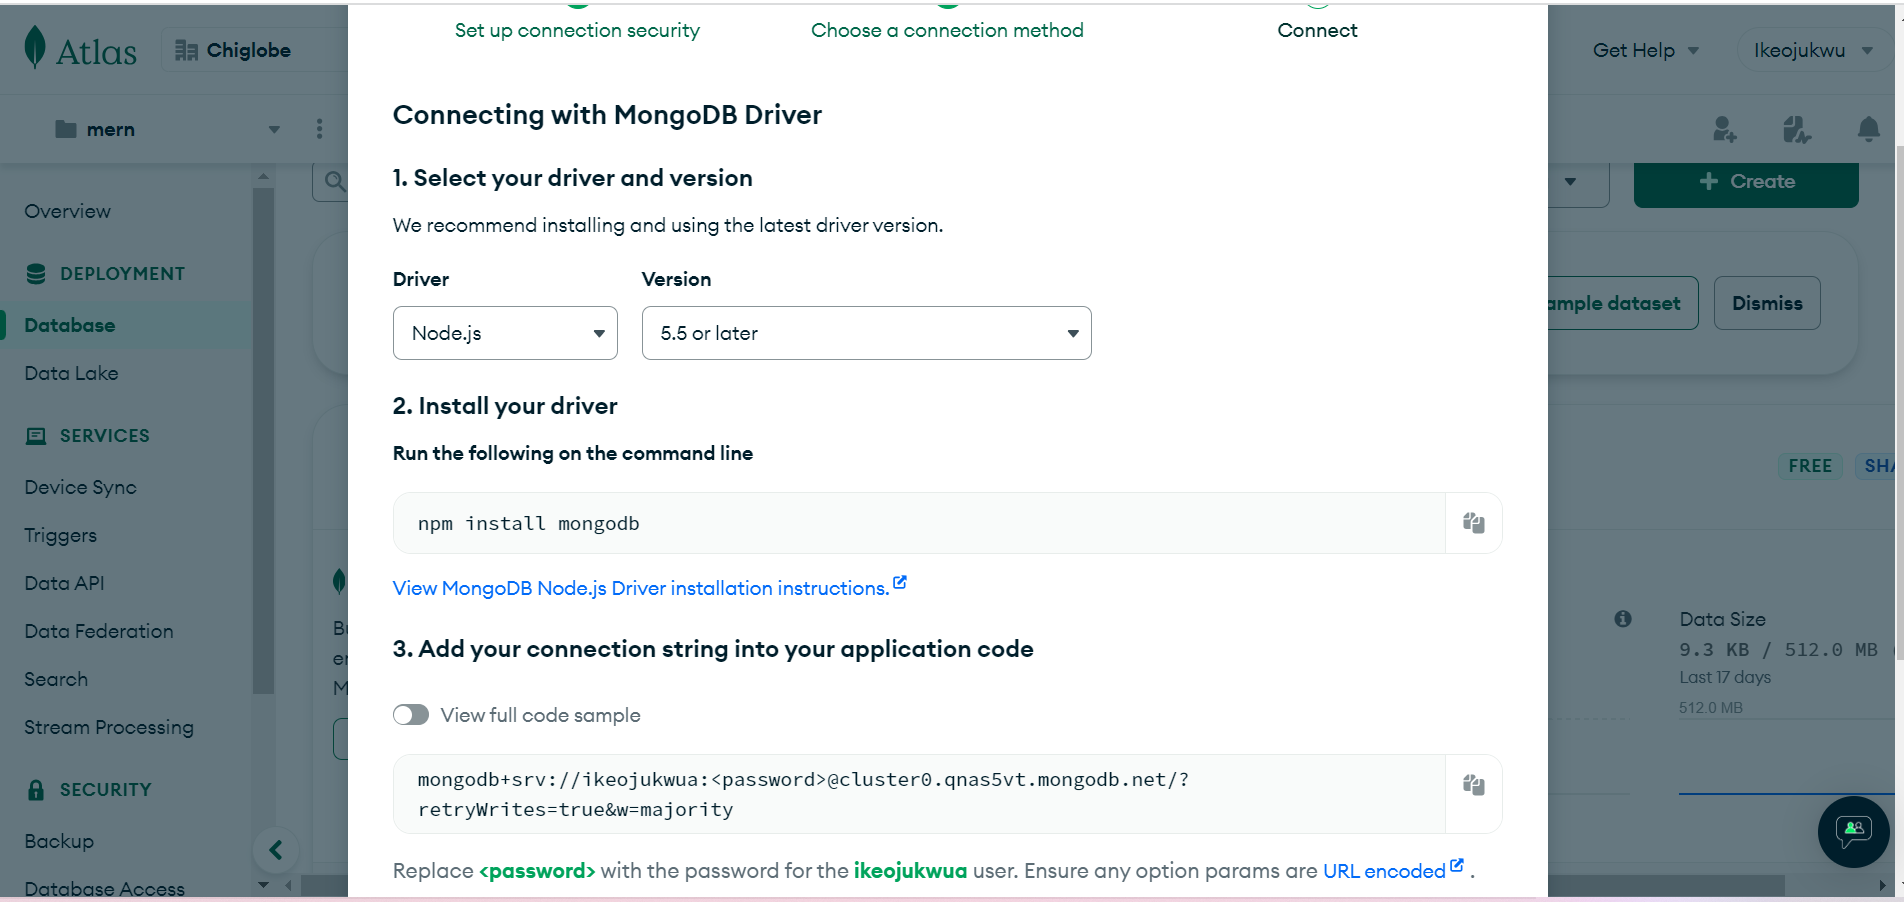 Atlas
Chiglobe
Get Help
Ikeojukwu
mern
Overview
DEPLOYMENT
Database
Data Lake
SERVICES
Device Sync
Triggers
Data API
Data Federation
Search
Stream Processing
SECURITY
Backup
Database Access
Set up connection security
Choose a connection method
Connect
Connecting with MongoDB Driver
1. Select your driver and version
We recommend installing and using the latest driver version.
Driver
Version
Node.js
5.5 or later
2. Install your driver
Run the following on the command line
npm install mongodb
View MongoDB Node.js Driver installation instructions.
3. Add your connection string into your application code
View full code sample
mongodb+srv://ikeojukwua:<password>@cluster0.qnas5vt.mongodb.net/?
retryWrites=true&w=majority
Replace <password> with the password for the ikeojukwua user. Ensure any option params are URL encoded .
+ Create
dataset
Dismiss
FREE
Data Size
9.3 KB / 512.0 MB
Last 17 days
512.0 MB